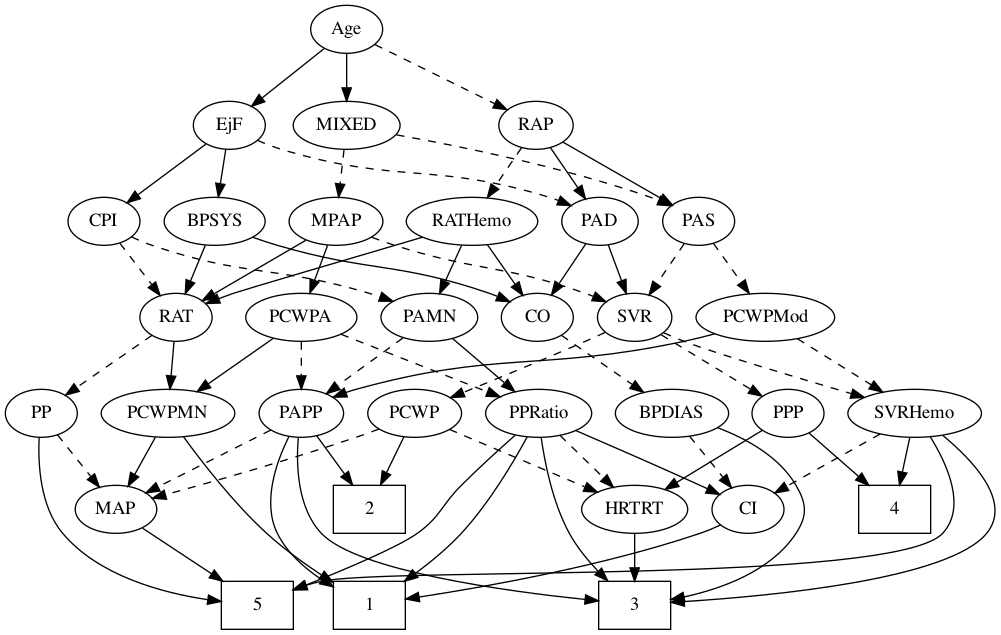 Age
EjF
MIXED
RAP
CPI
BPSYS
MPAP
RATHemo
PAD
PAS
RAT
PCWPA
PAMN
CO
SVR
PCWPMod
PP
PCWPMN
PAPP
PCWP
PPRatio
BPDIAS
PPP
SVRHemo
MAP
2
HRTRT
CI
4
5
1
3